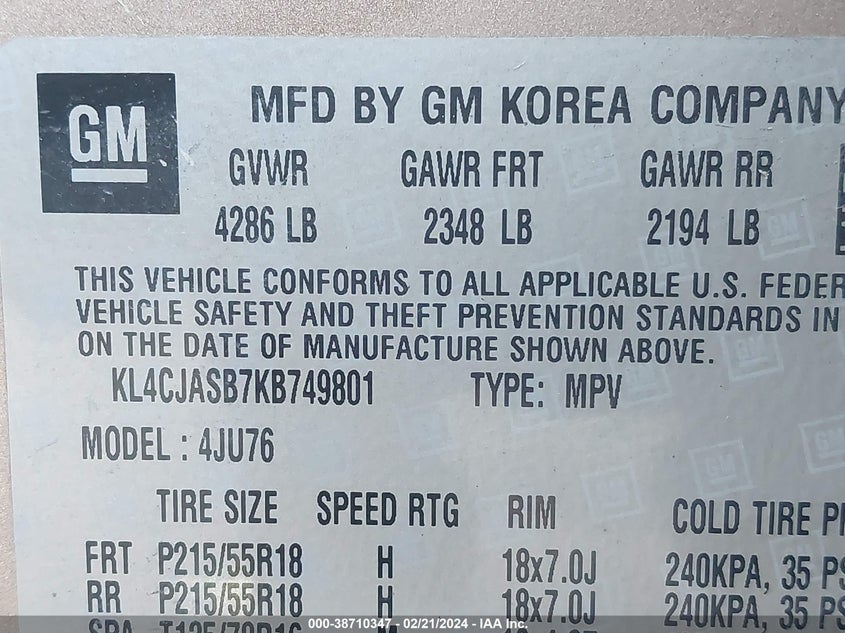 GM
MFD BY GM KOREA COMPANY
GVWR GAWR FRT GAWR RR
4286 LB 2348 LB 2194 LB
THIS VEHICLE CONFORMS TO ALL APPLICABLE U.S. FEDER
VEHICLE SAFETY AND THEFT PREVENTION STANDARDS IN
ON THE DATE OF MANUFACTURE SHOWN ABOVE.
KL4CJASB7KB749801 TYPE: MPV
MODEL : 4JU76
TIRE SIZE SPEED RTG RIM COLD TIRE
FRT P215/55R18 H 18x7.0J 240KPA, 35 PS
RR P215/55R18 H 18x7.0J 240KPA, 35
000-38710347 - 02/21/2024 - IAA Inc.